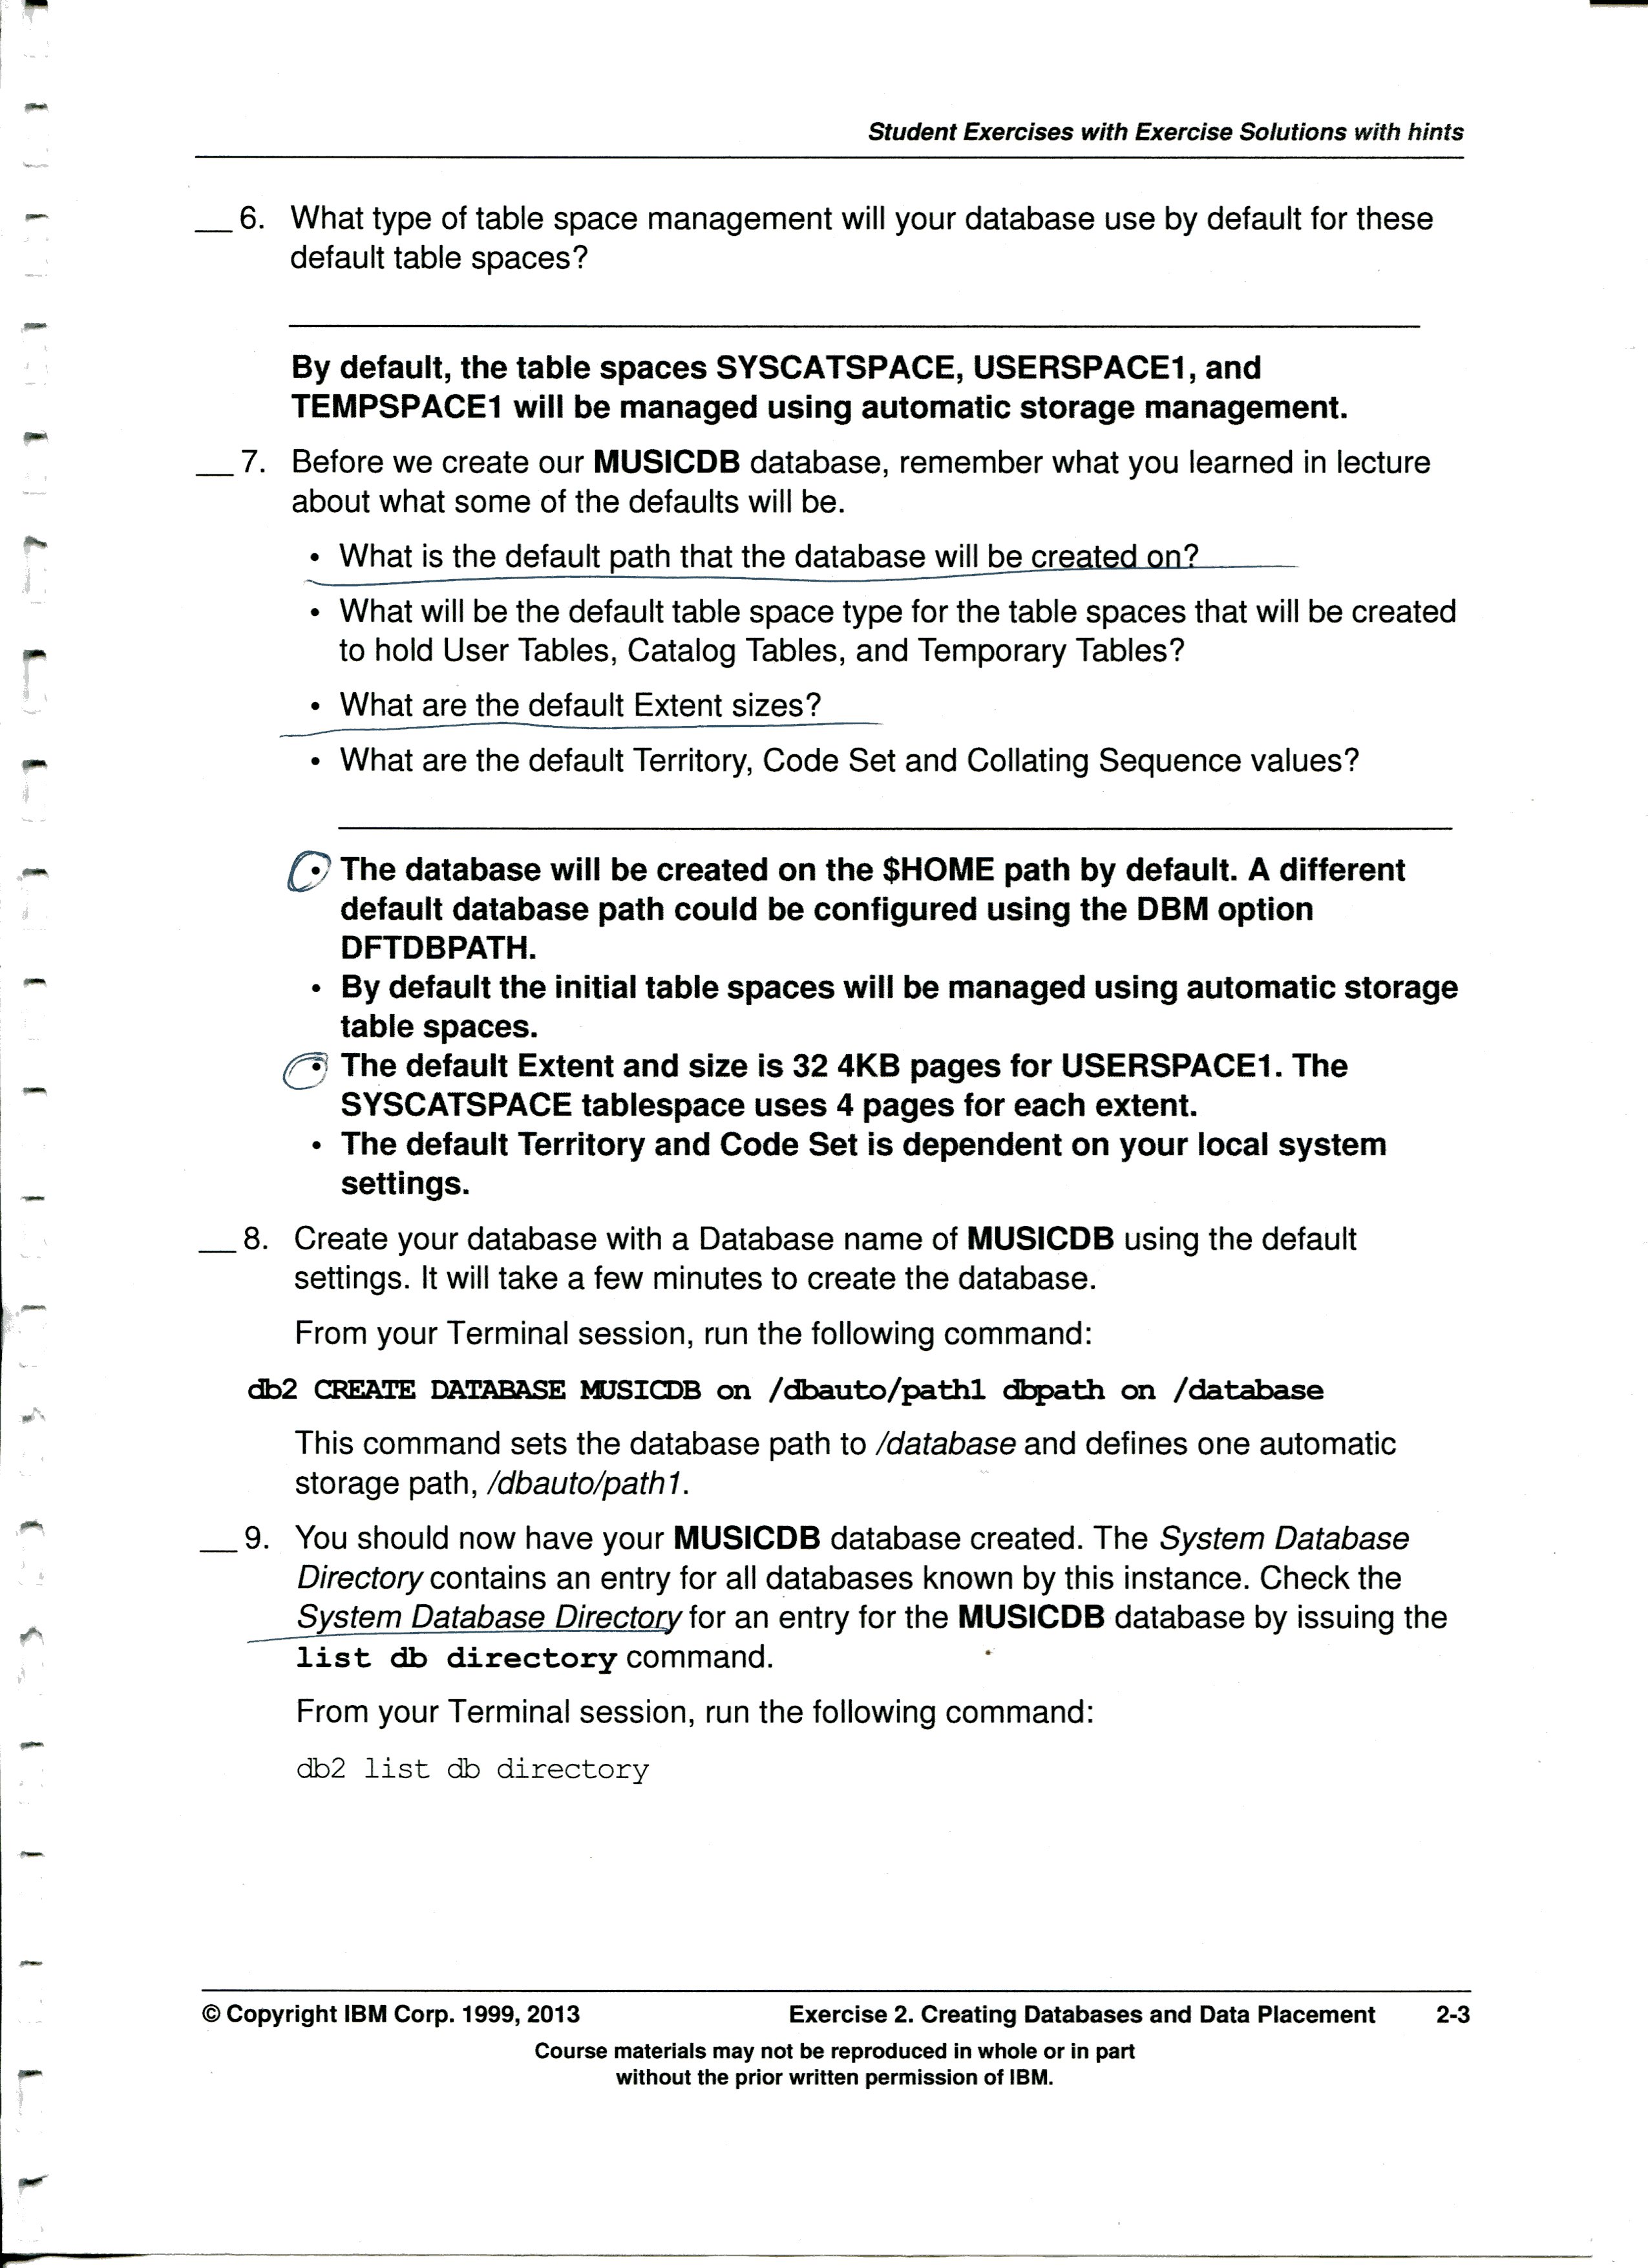 Student Exercises with Exercise Solutions with hints
__ 6. What type of table space management will your database use by default for these
default table spaces?
By default, the table spaces SYSCATSPACE, USERSPACE1, and
TEMPSPACE1 will be managed using automatic storage management.
__ 7. Before we create our MUSICDB database, remember what you learned in lecture
about what some of the defaults will be.
• What is the default path that the database will be created on?
• What will be the default table space type for the table spaces that will be created
to hold User Tables, Catalog Tables, and Temporary Tables?
• What are the default Extent sizes?
• What are the default Territory, Code Set and Collating Sequence values?
• The database will be created on the $HOME path by default. A different
default database path could be configured using the DBM option
DFTDBPATH.
• By default the initial table spaces will be managed using automatic storage
table spaces.
• The default Extent and size is 32 4KB pages for USERSPACE1. The
SYSCATSPACE tablespace uses 4 pages for each extent.
• The default Territory and Code Set is dependent on your local system
settings.
__ 8. Create your database with a Database name of MUSICDB using the default
settings. It will take a few minutes to create the database.
From your Terminal session, run the following command:
db2 CREATE DATABASE MUSICDB on /dbauto/path1 dbpath on /database
This command sets the database path to /database and defines one automatic
storage path, /dbauto/path1.
__ 9. You should now have your MUSICDB database created. The System Database
Directory contains an entry for all databases known by this instance. Check the
System Database Directory for an entry for the MUSICDB database by issuing the
list db directory command.
From your Terminal session, run the following command:
db2 list db directory
© Copyright IBM Corp. 1999, 2013 Exercise 2. Creating Databases and Data Placement 2-3
Course materials may not be reproduced in whole or in part
without the prior written permission of IBM.